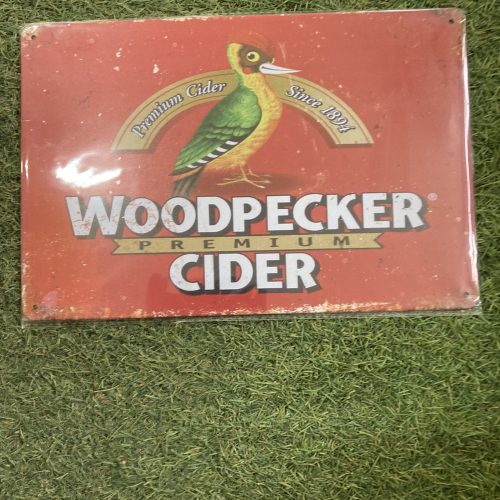 Premium Cider Since 1894
WOODPECKER®
PREMIUM
CIDER